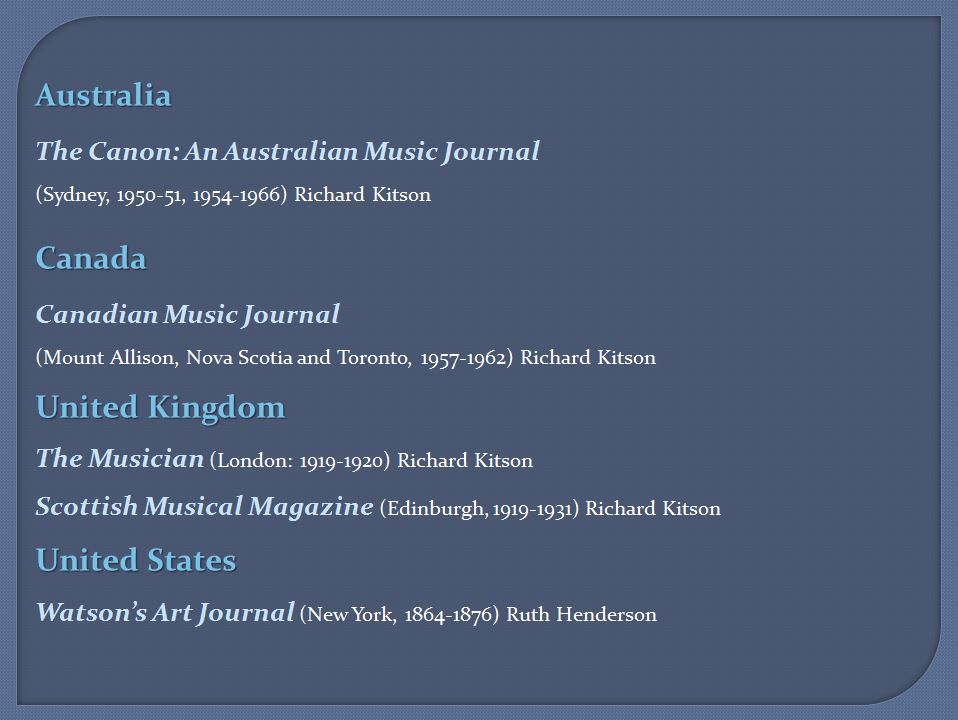 Australia
The Canon: An Australian Music Journal
(Sydney, 1950-51, 1954-1966) Richard Kitson
Canada
Canadian Music Journal
(Mount Allison, Nova Scotia and Toronto, 1957-1962) Richard Kitson
United Kingdom
The Musician (London: 1919-1920) Richard Kitson
Scottish Musical Magazine (Edinburgh, 1919-1931) Richard Kitson
United States
Watson’s Art Journal (New York, 1864-1876) Ruth Henderson